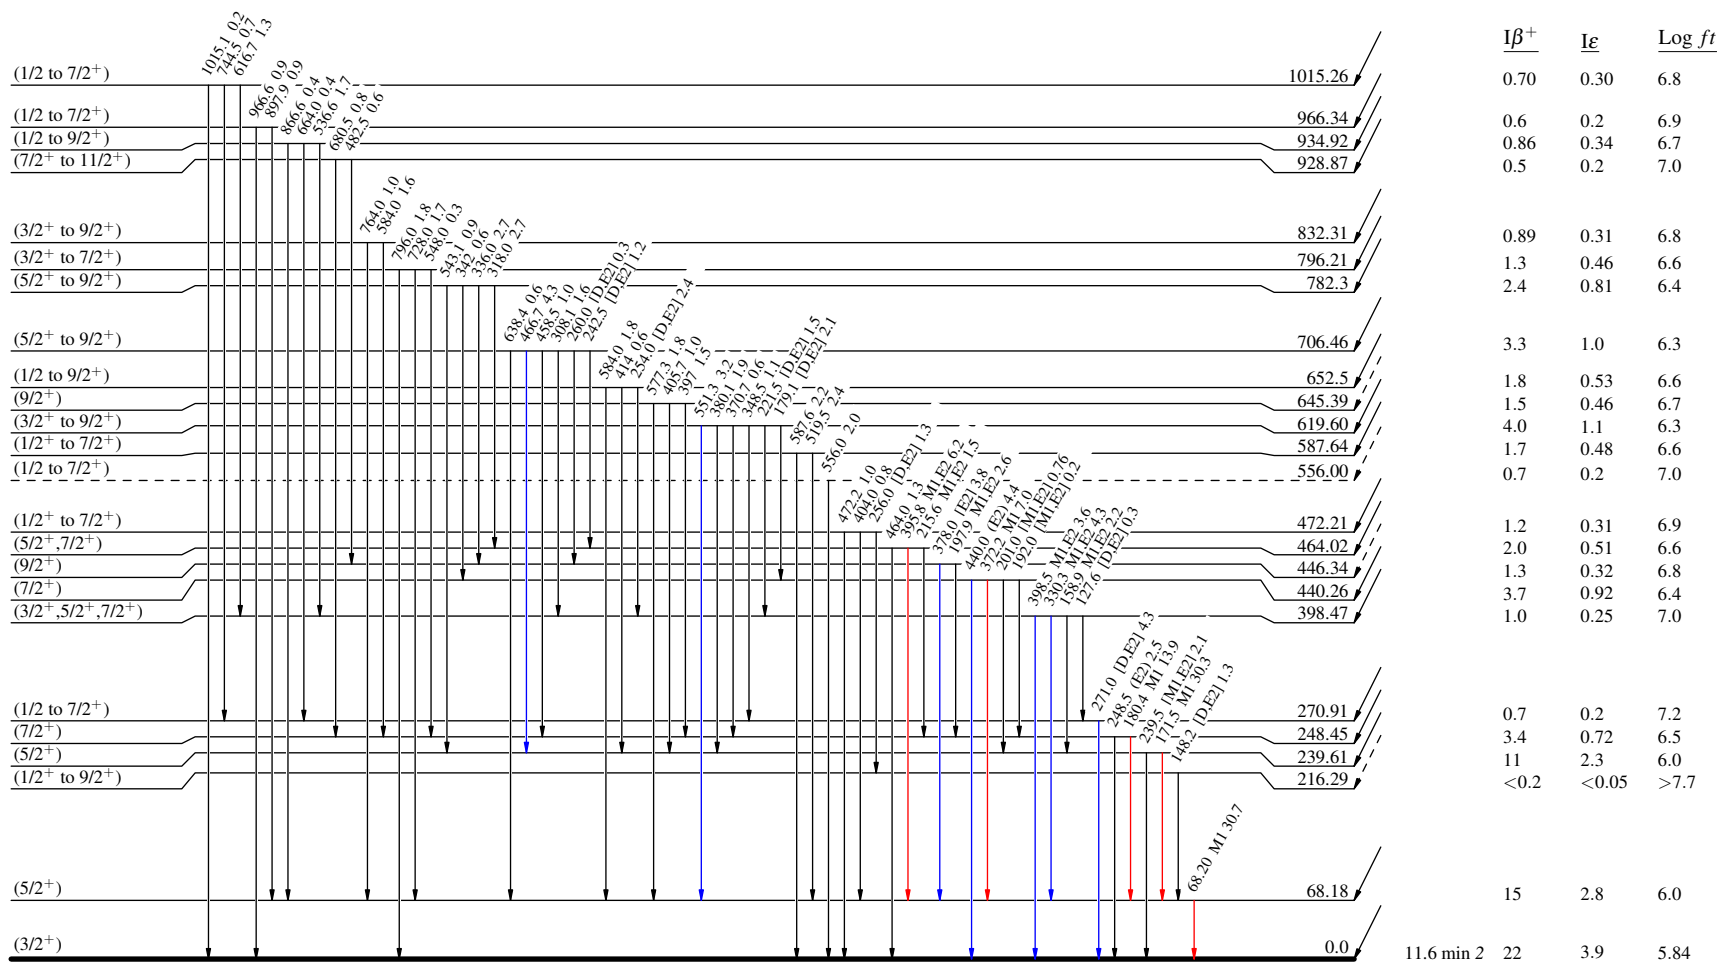 Iβ+ Iε Log ft
1015.1 0.2
744.5 0.7
616.7 1.3
(1/2 to 7/2+) 1015.26 0.70 0.30 6.8
966.6 0.9
897.9 0.9
(1/2 to 7/2+) 966.34 0.6 0.2 6.9
866.6 0.4
664.0 0.4
536.6 1.7
(1/2 to 9/2+) 934.92 0.86 0.34 6.7
680.5 0.8
482.5 0.6
(7/2+ to 11/2+) 928.87 0.5 0.2 7.0
764.0 1.0
584.0 1.6
(3/2+ to 9/2+) 832.31 0.89 0.31 6.8
796.0 1.8
728.0 1.7
548.0 0.3
(3/2+ to 7/2+) 796.21 1.3 0.46 6.6
543.1 0.9
342 0.6
336.0 2.7
318.0 2.7
(5/2+ to 9/2+) 782.3 2.4 0.81 6.4
638.4 0.6
466.7 4.3
458.5 1.0
308.1 1.6
260.0 [D,E2] 0.3
242.5 [D,E2] 1.2
(5/2+ to 9/2+) 706.46 3.3 1.0 6.3
584.0 1.8
414 0.6
254.0 [D,E2] 2.4
(1/2 to 9/2+) 652.5 1.8 0.53 6.6
577.3 1.8
405.7 1.0
397 1.5
(9/2+) 645.39 1.5 0.46 6.7
551.3 3.2
380.1 1.9
370.7 0.6
348.5 1.1
221.5 [D,E2] 1.5
179.1 [D,E2] 2.1
(3/2+ to 9/2+) 619.60 4.0 1.1 6.3
587.6 2.2
519.5 2.4
(1/2+ to 7/2+) 587.64 1.7 0.48 6.6
556.0 2.0
(1/2 to 7/2+) 556.00 0.7 0.2 7.0
472.2 1.0
404.0 0.8
256.0 [D,E2] 1.3
(1/2+ to 7/2+) 472.21 1.2 0.31 6.9
464.0 1.3
395.8 M1,E2 6.2
215.6 M1,E2 1.5
(5/2+,7/2+) 464.02 2.0 0.51 6.6
378.0 [E2] 3.8
197.9 M1,E2 2.6
(9/2+) 446.34 1.3 0.32 6.8
440.0 (E2) 4.4
372.2 M1 7.0
201.0 [M1,E2] 0.76
192.0 [M1,E2] 0.2
(7/2+) 440.26 3.7 0.92 6.4
398.5 M1,E2 3.6
330.3 M1,E2 4.3
158.9 M1,E2 2.2
127.6 [D,E2] 0.3
(3/2+,5/2+,7/2+) 398.47 1.0 0.25 7.0
271.0 [D,E2] 4.3
(1/2 to 7/2+) 270.91 0.7 0.2 7.2
248.5 (E2) 2.5
180.4 M1 13.9
(7/2+) 248.45 3.4 0.72 6.5
239.5 [M1,E2] 2.1
171.5 M1 30.3
(5/2+) 239.61 11 2.3 6.0
148.2 [D,E2] 1.3
(1/2+ to 9/2+) 216.29 <0.2 <0.05 >7.7
68.20 M1 30.7
(5/2+) 68.18 15 2.8 6.0
(3/2+) 0.0 11.6 min 2 22 3.9 5.84